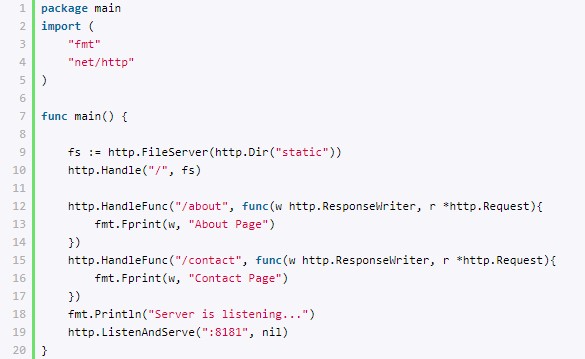 1 package main
2 import (
3     "fmt"
4     "net/http"
5 )
6
7 func main() {
8
9     fs := http.FileServer(http.Dir("static"))
10     http.Handle("/", fs)
11
12     http.HandleFunc("/about", func(w http.ResponseWriter, r *http.Request){
13         fmt.Fprint(w, "About Page")
14     })
15     http.HandleFunc("/contact", func(w http.ResponseWriter, r *http.Request){
16         fmt.Fprint(w, "Contact Page")
17     })
18     fmt.Println("Server is listening...")
19     http.ListenAndServe(":8181", nil)
20 }